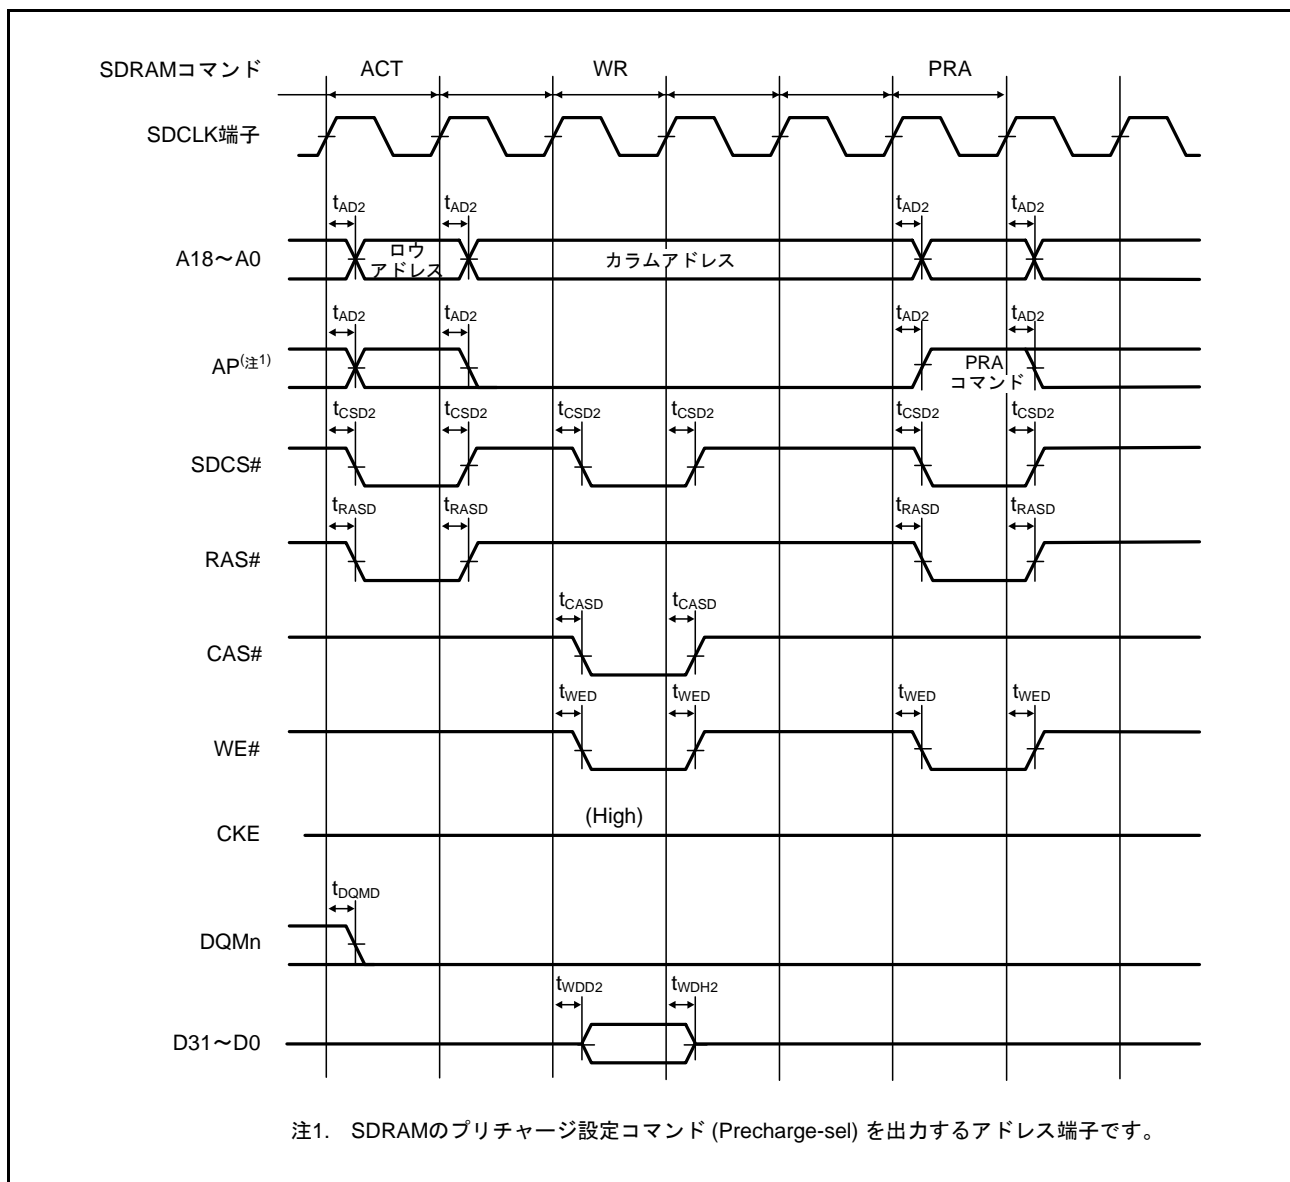 SDRAMコマンド ACT WR PRA
SDCLK端子
tAD2 tAD2 tAD2 tAD2
A18～A0 ロウ アドレス カラムアドレス
tAD2 tAD2 tAD2 tAD2
AP(注1) PRA コマンド
tCSD2 tCSD2 tCSD2 tCSD2 tCSD2 tCSD2
SDCS#
tRASD tRASD tRASD tRASD
RAS#
tCASD tCASD
CAS#
tWED tWED tWED tWED
WE#
(High)
CKE
tDQMD
DQMn
tWDD2 tWDH2
D31～D0
注1. SDRAMのプリチャージ設定コマンド (Precharge-sel) を出力するアドレス端子です。